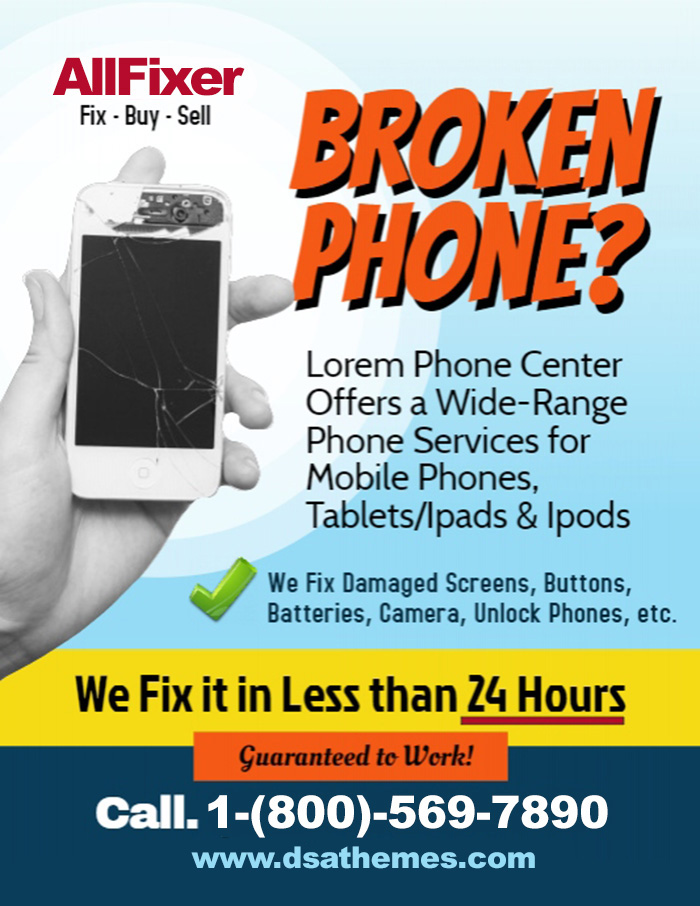 AllFixer
Fix - Buy - Sell
BROKEN
PHONE?
Lorem Phone Center
Offers a Wide-Range
Phone Services for
Mobile Phones,
Tablets/Ipads & Ipods
We Fix Damaged Screens, Buttons,
Batteries, Camera, Unlock Phones, etc.
We Fix it in Less than 24 Hours
Guaranteed to Work!
Call. 1-(800)-569-7890
www.dsathemes.com